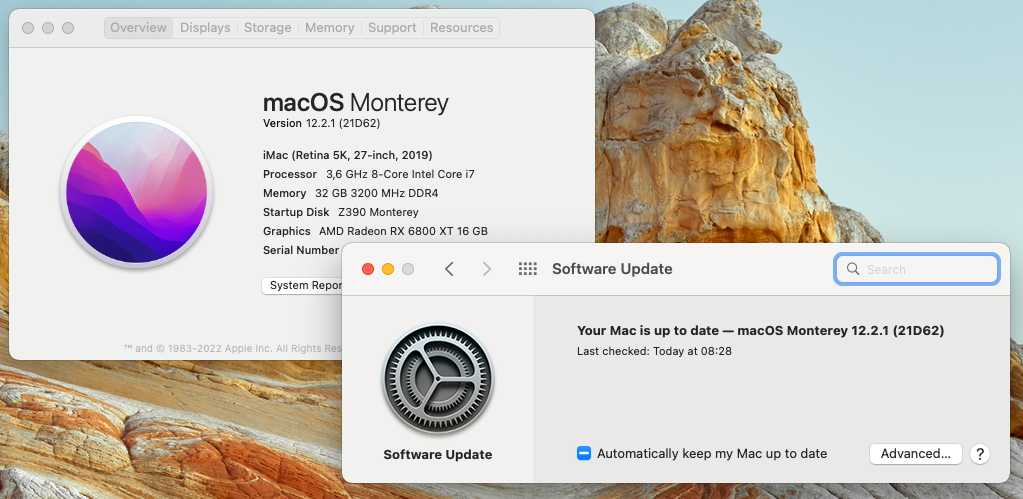 Overview Displays Storage Memory Support Resources
macOS Monterey
Version 12.2.1 (21D62)
iMac (Retina 5K, 27-inch, 2019)
Processor 3,6 GHz 8-Core Intel Core i7
Memory 32 GB 3200 MHz DDR4
Startup Disk Z390 Monterey
Graphics AMD Radeon RX 6800 XT 16 GB
Serial Number
System Repor
™ and © 1983-2022 Apple Inc. All Rights Res
Software Update
Search
Your Mac is up to date — macOS Monterey 12.2.1 (21D62)
Last checked: Today at 08:28
Software Update
Automatically keep my Mac up to date
Advanced...
?